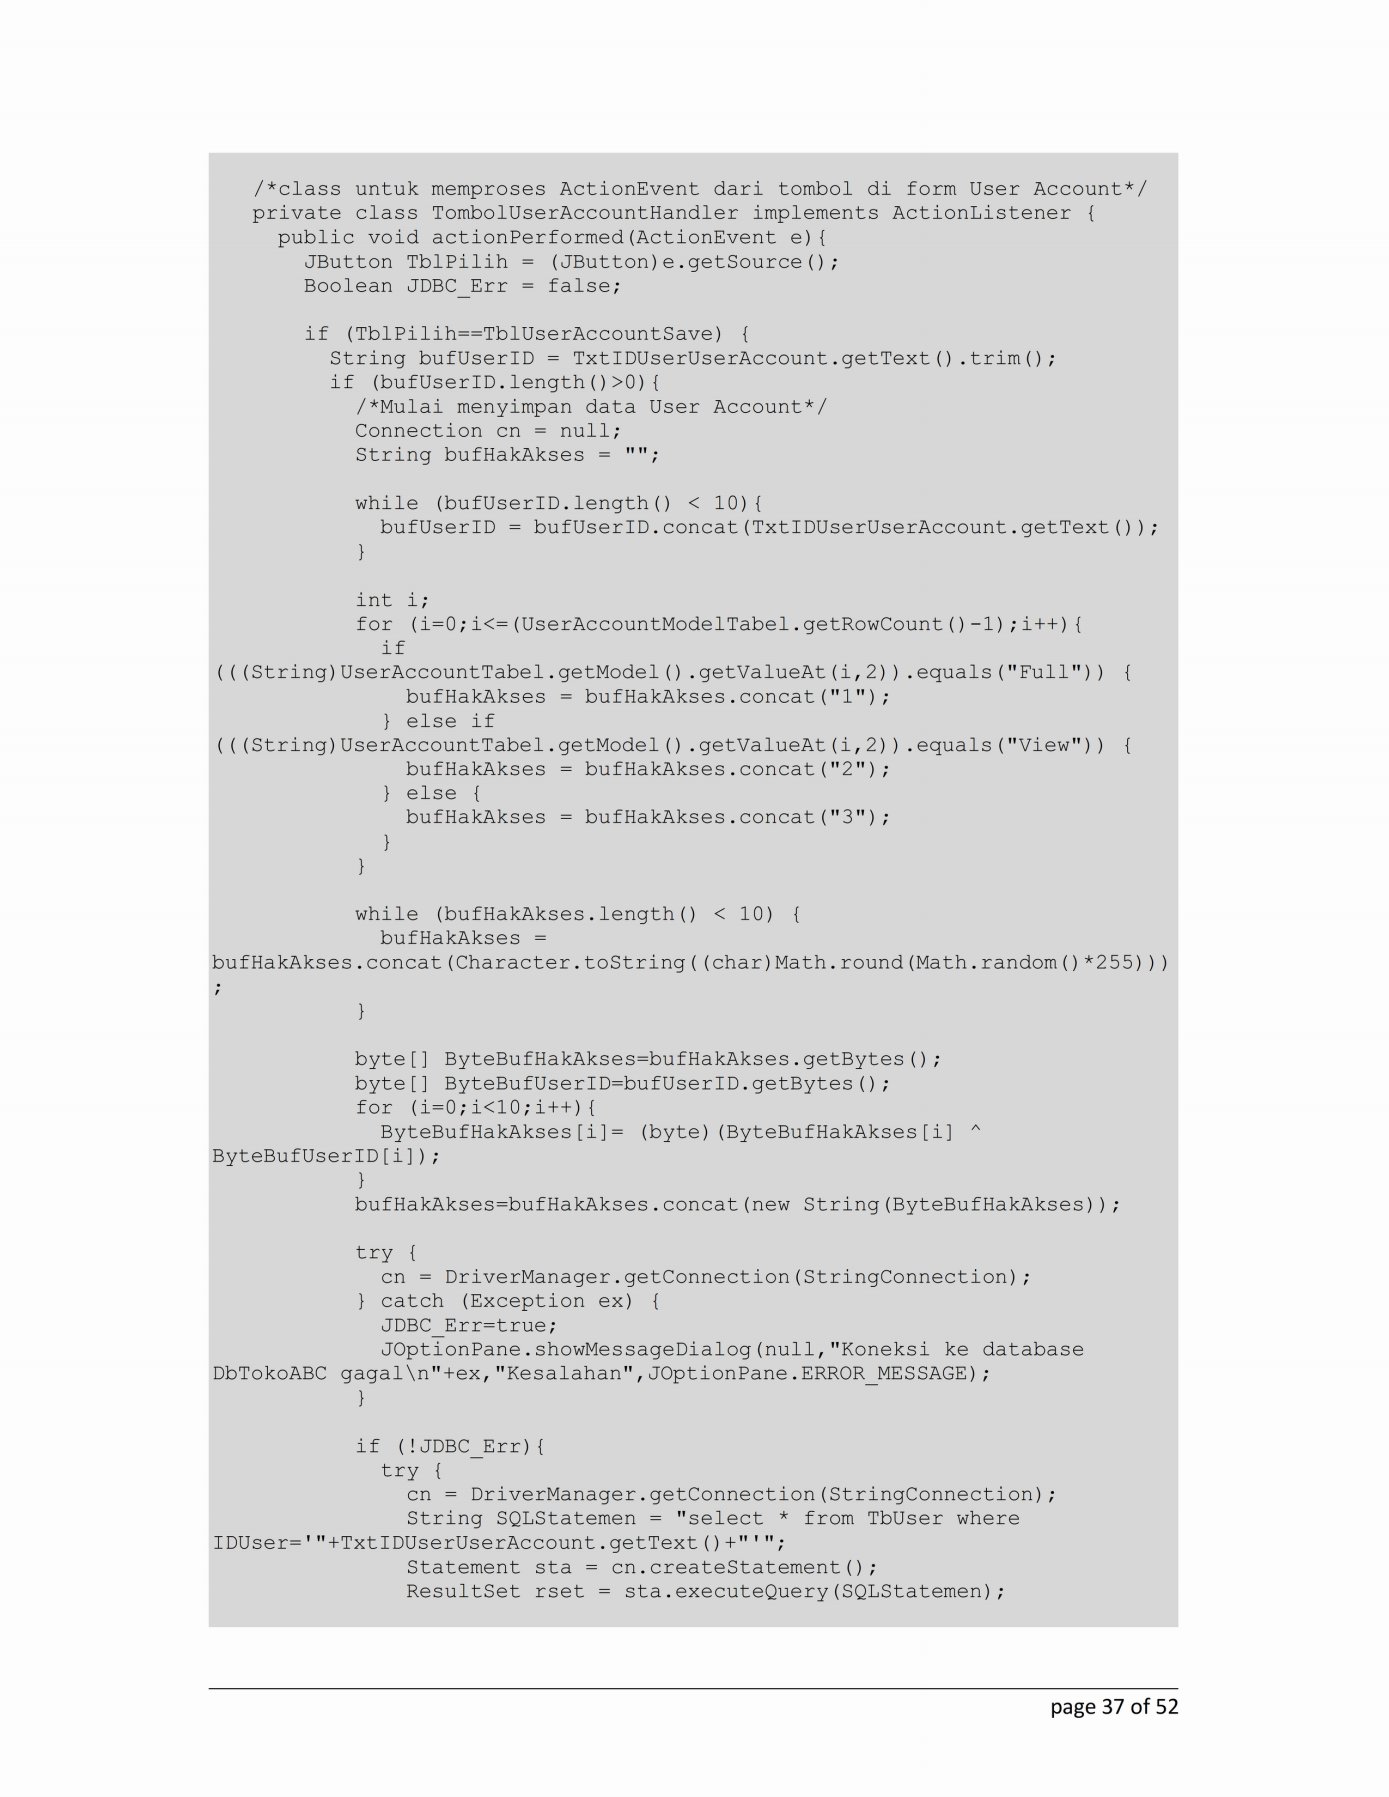 /*class untuk memproses ActionEvent dari tombol di form User Account*/
private class TombolUserAccountHandler implements ActionListener {
public void actionPerformed(ActionEvent e){
JButton TblPilih = (JButton)e.getSource();
Boolean JDBC_Err = false;
if (TblPilih==TblUserAccountSave) {
String bufUserID = TxtIDUserUserAccount.getText().trim();
if (bufUserID.length()>0){
/*Mulai menyimpan data User Account*/
Connection cn = null;
String bufHakAkses = "";
while (bufUserID.length() < 10){
bufUserID = bufUserID.concat(TxtIDUserUserAccount.getText());
}
int i;
for (i=0;i<=(UserAccountModelTabel.getRowCount()-1);i++){
if
(((String)UserAccountTabel.getModel().getValueAt(i,2)).equals("Full")) {
bufHakAkses = bufHakAkses.concat("1");
} else if
(((String)UserAccountTabel.getModel().getValueAt(i,2)).equals("View")) {
bufHakAkses = bufHakAkses.concat("2");
} else {
bufHakAkses = bufHakAkses.concat("3");
}
}
while (bufHakAkses.length() < 10) {
bufHakAkses =
bufHakAkses.concat(Character.toString((char)Math.round(Math.random()*255)))
;
}
byte[] ByteBufHakAkses=bufHakAkses.getBytes();
byte[] ByteBufUserID=bufUserID.getBytes();
for (i=0;i<10;i++){
ByteBufHakAkses[i]= (byte)(ByteBufHakAkses[i] ^
ByteBufUserID[i]);
}
bufHakAkses=bufHakAkses.concat(new String(ByteBufHakAkses));
try {
cn = DriverManager.getConnection(StringConnection);
} catch (Exception ex) {
JDBC_Err=true;
JOptionPane.showMessageDialog(null,"Koneksi ke database
DbTokoABC gagal\n"+ex,"Kesalahan",JOptionPane.ERROR_MESSAGE);
}
if (!JDBC_Err){
try {
cn = DriverManager.getConnection(StringConnection);
String SQLStatemen = "select * from TbUser where
IDUser='"+TxtIDUserUserAccount.getText()+"'";
Statement sta = cn.createStatement();
ResultSet rset = sta.executeQuery(SQLStatemen);
page 37 of 52